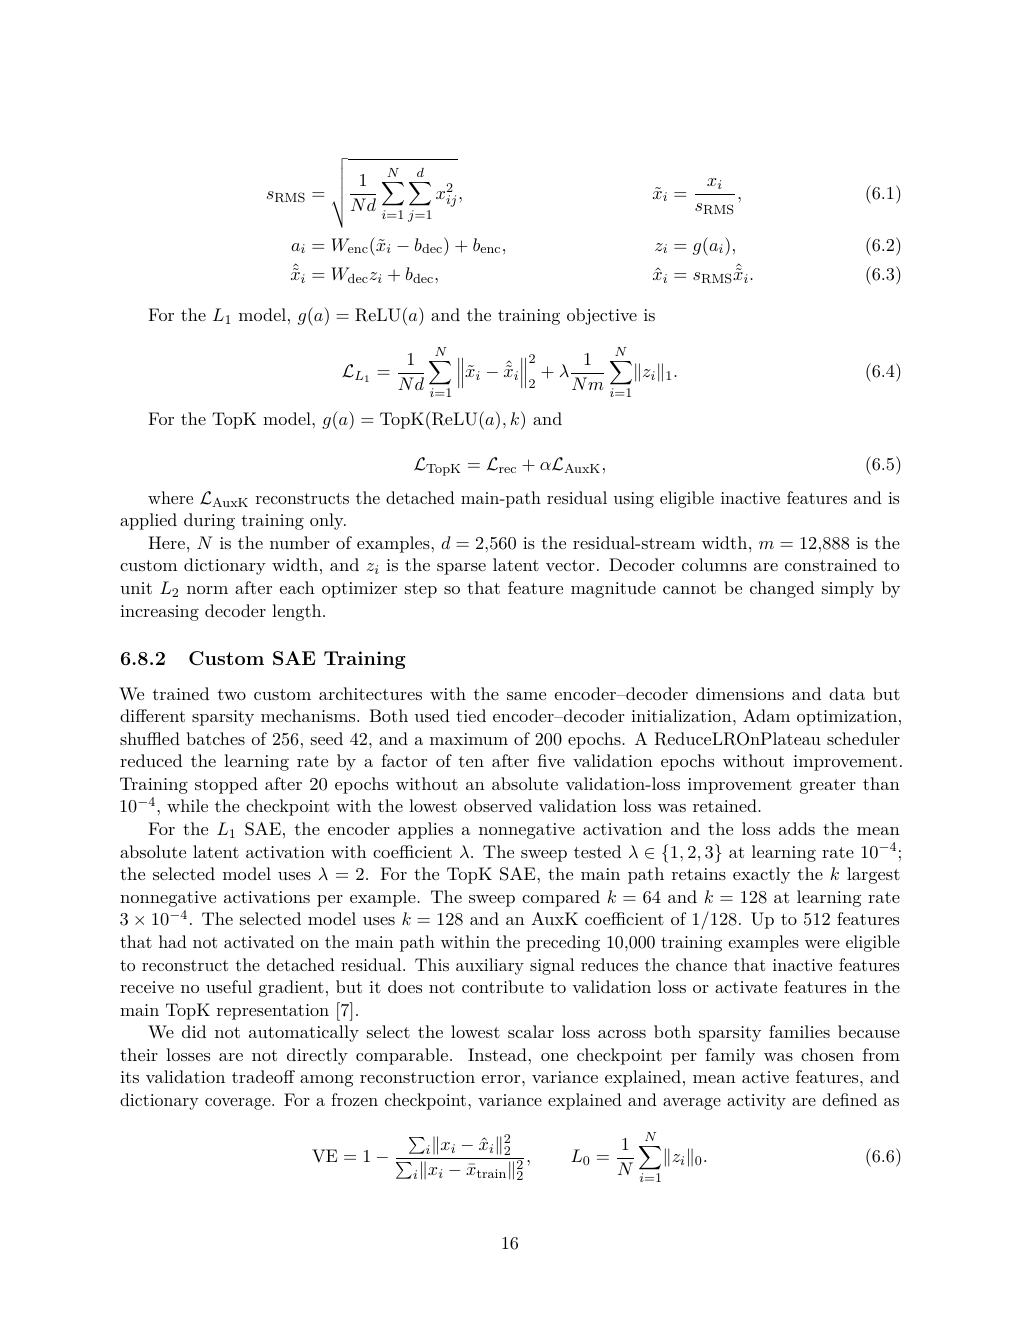 s_RMS = √(1/(Nd) ∑_{i=1}^{N} ∑_{j=1}^{d} x_{ij}^2), x̃_i = x_i / s_RMS, (6.1)
a_i = W_enc(x̃_i − b_dec) + b_enc, z_i = g(a_i), (6.2)
x̃̂_i = W_dec z_i + b_dec, x̂_i = s_RMS x̃̂_i. (6.3)
For the L_1 model, g(a) = ReLU(a) and the training objective is
ℒ_{L_1} = 1/(Nd) ∑_{i=1}^{N} ‖x̃_i − x̃̂_i‖_2^2 + λ 1/(Nm) ∑_{i=1}^{N} ‖z_i‖_1. (6.4)
For the TopK model, g(a) = TopK(ReLU(a), k) and
ℒ_TopK = ℒ_rec + αℒ_AuxK, (6.5)
where ℒ_AuxK reconstructs the detached main-path residual using eligible inactive features and is
applied during training only.
Here, N is the number of examples, d = 2,560 is the residual-stream width, m = 12,888 is the
custom dictionary width, and z_i is the sparse latent vector. Decoder columns are constrained to
unit L_2 norm after each optimizer step so that feature magnitude cannot be changed simply by
increasing decoder length.
6.8.2 Custom SAE Training
We trained two custom architectures with the same encoder–decoder dimensions and data but
different sparsity mechanisms. Both used tied encoder–decoder initialization, Adam optimization,
shuffled batches of 256, seed 42, and a maximum of 200 epochs. A ReduceLROnPlateau scheduler
reduced the learning rate by a factor of ten after five validation epochs without improvement.
Training stopped after 20 epochs without an absolute validation-loss improvement greater than
10^{−4}, while the checkpoint with the lowest observed validation loss was retained.
For the L_1 SAE, the encoder applies a nonnegative activation and the loss adds the mean
absolute latent activation with coefficient λ. The sweep tested λ ∈ {1, 2, 3} at learning rate 10^{−4};
the selected model uses λ = 2. For the TopK SAE, the main path retains exactly the k largest
nonnegative activations per example. The sweep compared k = 64 and k = 128 at learning rate
3 × 10^{−4}. The selected model uses k = 128 and an AuxK coefficient of 1/128. Up to 512 features
that had not activated on the main path within the preceding 10,000 training examples were eligible
to reconstruct the detached residual. This auxiliary signal reduces the chance that inactive features
receive no useful gradient, but it does not contribute to validation loss or activate features in the
main TopK representation [7].
We did not automatically select the lowest scalar loss across both sparsity families because
their losses are not directly comparable. Instead, one checkpoint per family was chosen from
its validation tradeoff among reconstruction error, variance explained, mean active features, and
dictionary coverage. For a frozen checkpoint, variance explained and average activity are defined as
VE = 1 − ∑_i‖x_i − x̂_i‖_2^2 / ∑_i‖x_i − x̄_train‖_2^2, L_0 = 1/N ∑_{i=1}^{N} ‖z_i‖_0. (6.6)
16